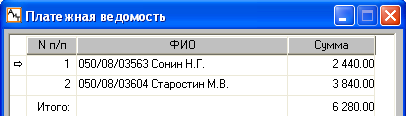 Платежная ведомость
N п/п ФИО Сумма
1 050/08/03563 Сонин Н.Г. 2 440.00
2 050/08/03604 Старостин М.В. 3 840.00
Итого: 6 280.00